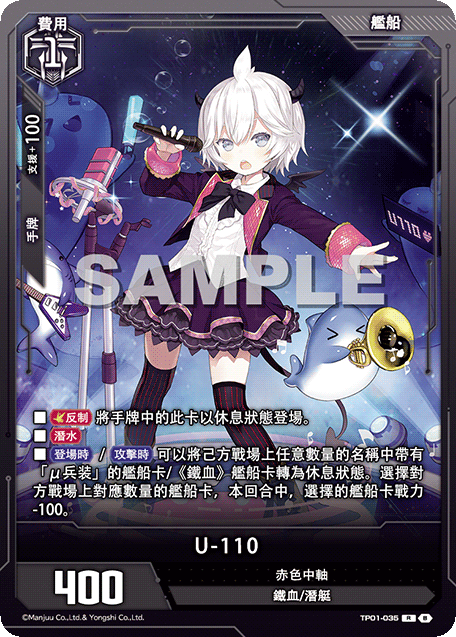 費用
艦船
1
支援+100
手牌
U110
SAMPLE
■ 反制 將手牌中的此卡以休息狀態登場。
■ 潛水
■ 登場時 / 攻擊時 可以將己方戰場上任意數量的名稱中帶有
「μ兵装」的艦船卡/《鐵血》艦船卡轉為休息狀態。選擇對
方戰場上對應數量的艦船卡，本回合中，選擇的艦船卡戰力
-100。
U-110
400
赤色中軸
鐵血/潛艇
©Manjuu Co.,Ltd. & Yongshi Co.,Ltd.
TP01-035 R B